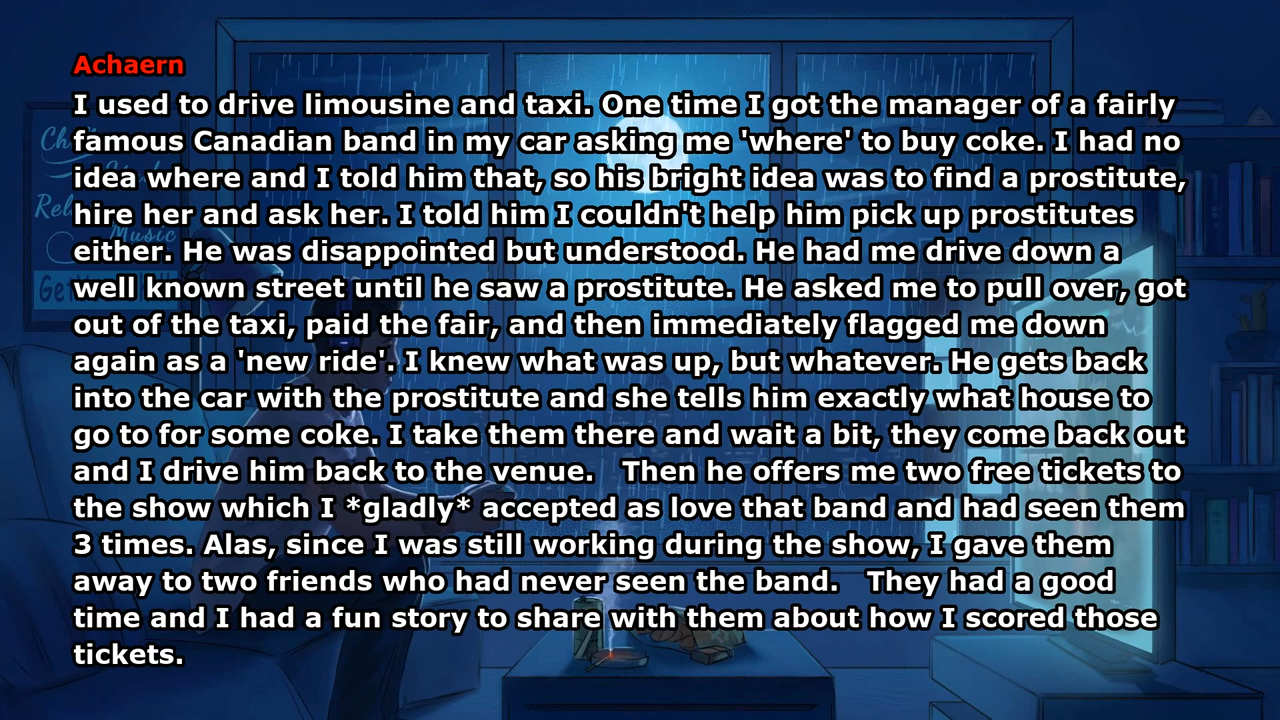 Achaern
I used to drive limousine and taxi. One time I got the manager of a fairly
famous Canadian band in my car asking me 'where' to buy coke. I had no
idea where and I told him that, so his bright idea was to find a prostitute,
hire her and ask her. I told him I couldn't help him pick up prostitutes
either. He was disappointed but understood. He had me drive down a
well known street until he saw a prostitute. He asked me to pull over, got
out of the taxi, paid the fair, and then immediately flagged me down
again as a 'new ride'. I knew what was up, but whatever. He gets back
into the car with the prostitute and she tells him exactly what house to
go to for some coke. I take them there and wait a bit, they come back out
and I drive him back to the venue.   Then he offers me two free tickets to
the show which I *gladly* accepted as love that band and had seen them
3 times. Alas, since I was still working during the show, I gave them
away to two friends who had never seen the band.   They had a good
time and I had a fun story to share with them about how I scored those
tickets.
Music